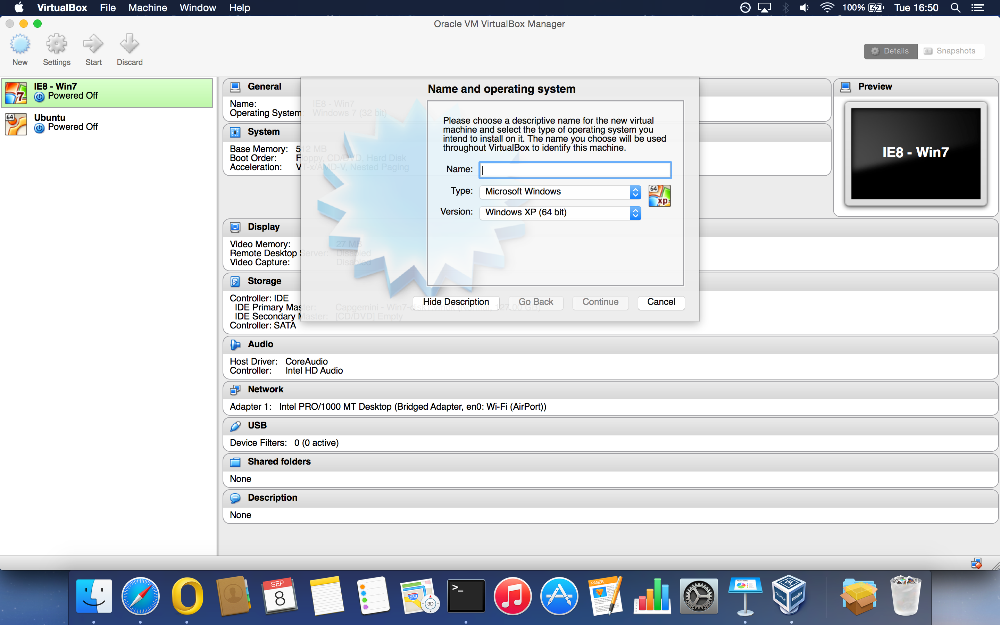 VirtualBox File Machine Window Help 100% Tue 16:50
Oracle VM VirtualBox Manager
New Settings Start Discard
Details Snapshots
IE8 - Win7
Powered Off
Ubuntu
Powered Off
General
Name: IE8 - Win7
Operating System: Windows 7 (32 bit)
System
Base Memory: 512 MB
Boot Order: Floppy, CD/DVD, Hard Disk
Acceleration: VT-x/AMD-V, Nested Paging
Display
Video Memory: 27 MB
Remote Desktop Server: Disabled
Video Capture: Disabled
Storage
Controller: IDE
IDE Primary Master: Capgemini - Win7-disk1.vmdk (Normal, 127.00 GB)
IDE Secondary Master: [CD/DVD] Empty
Controller: SATA
Audio
Host Driver: CoreAudio
Controller: Intel HD Audio
Network
Adapter 1: Intel PRO/1000 MT Desktop (Bridged Adapter, en0: Wi-Fi (AirPort))
USB
Device Filters: 0 (0 active)
Shared folders
None
Description
None
Preview
IE8 - Win7
Name and operating system
Please choose a descriptive name for the new virtual
machine and select the type of operating system you
intend to install on it. The name you choose will be used
throughout VirtualBox to identify this machine.
Name:
Type: Microsoft Windows
64
xp
Version: Windows XP (64 bit)
Hide Description Go Back Continue Cancel
7
64
SEP
8
280
3D
>_
PAGES
KEYNOTE
ORACLE
VirtualBox